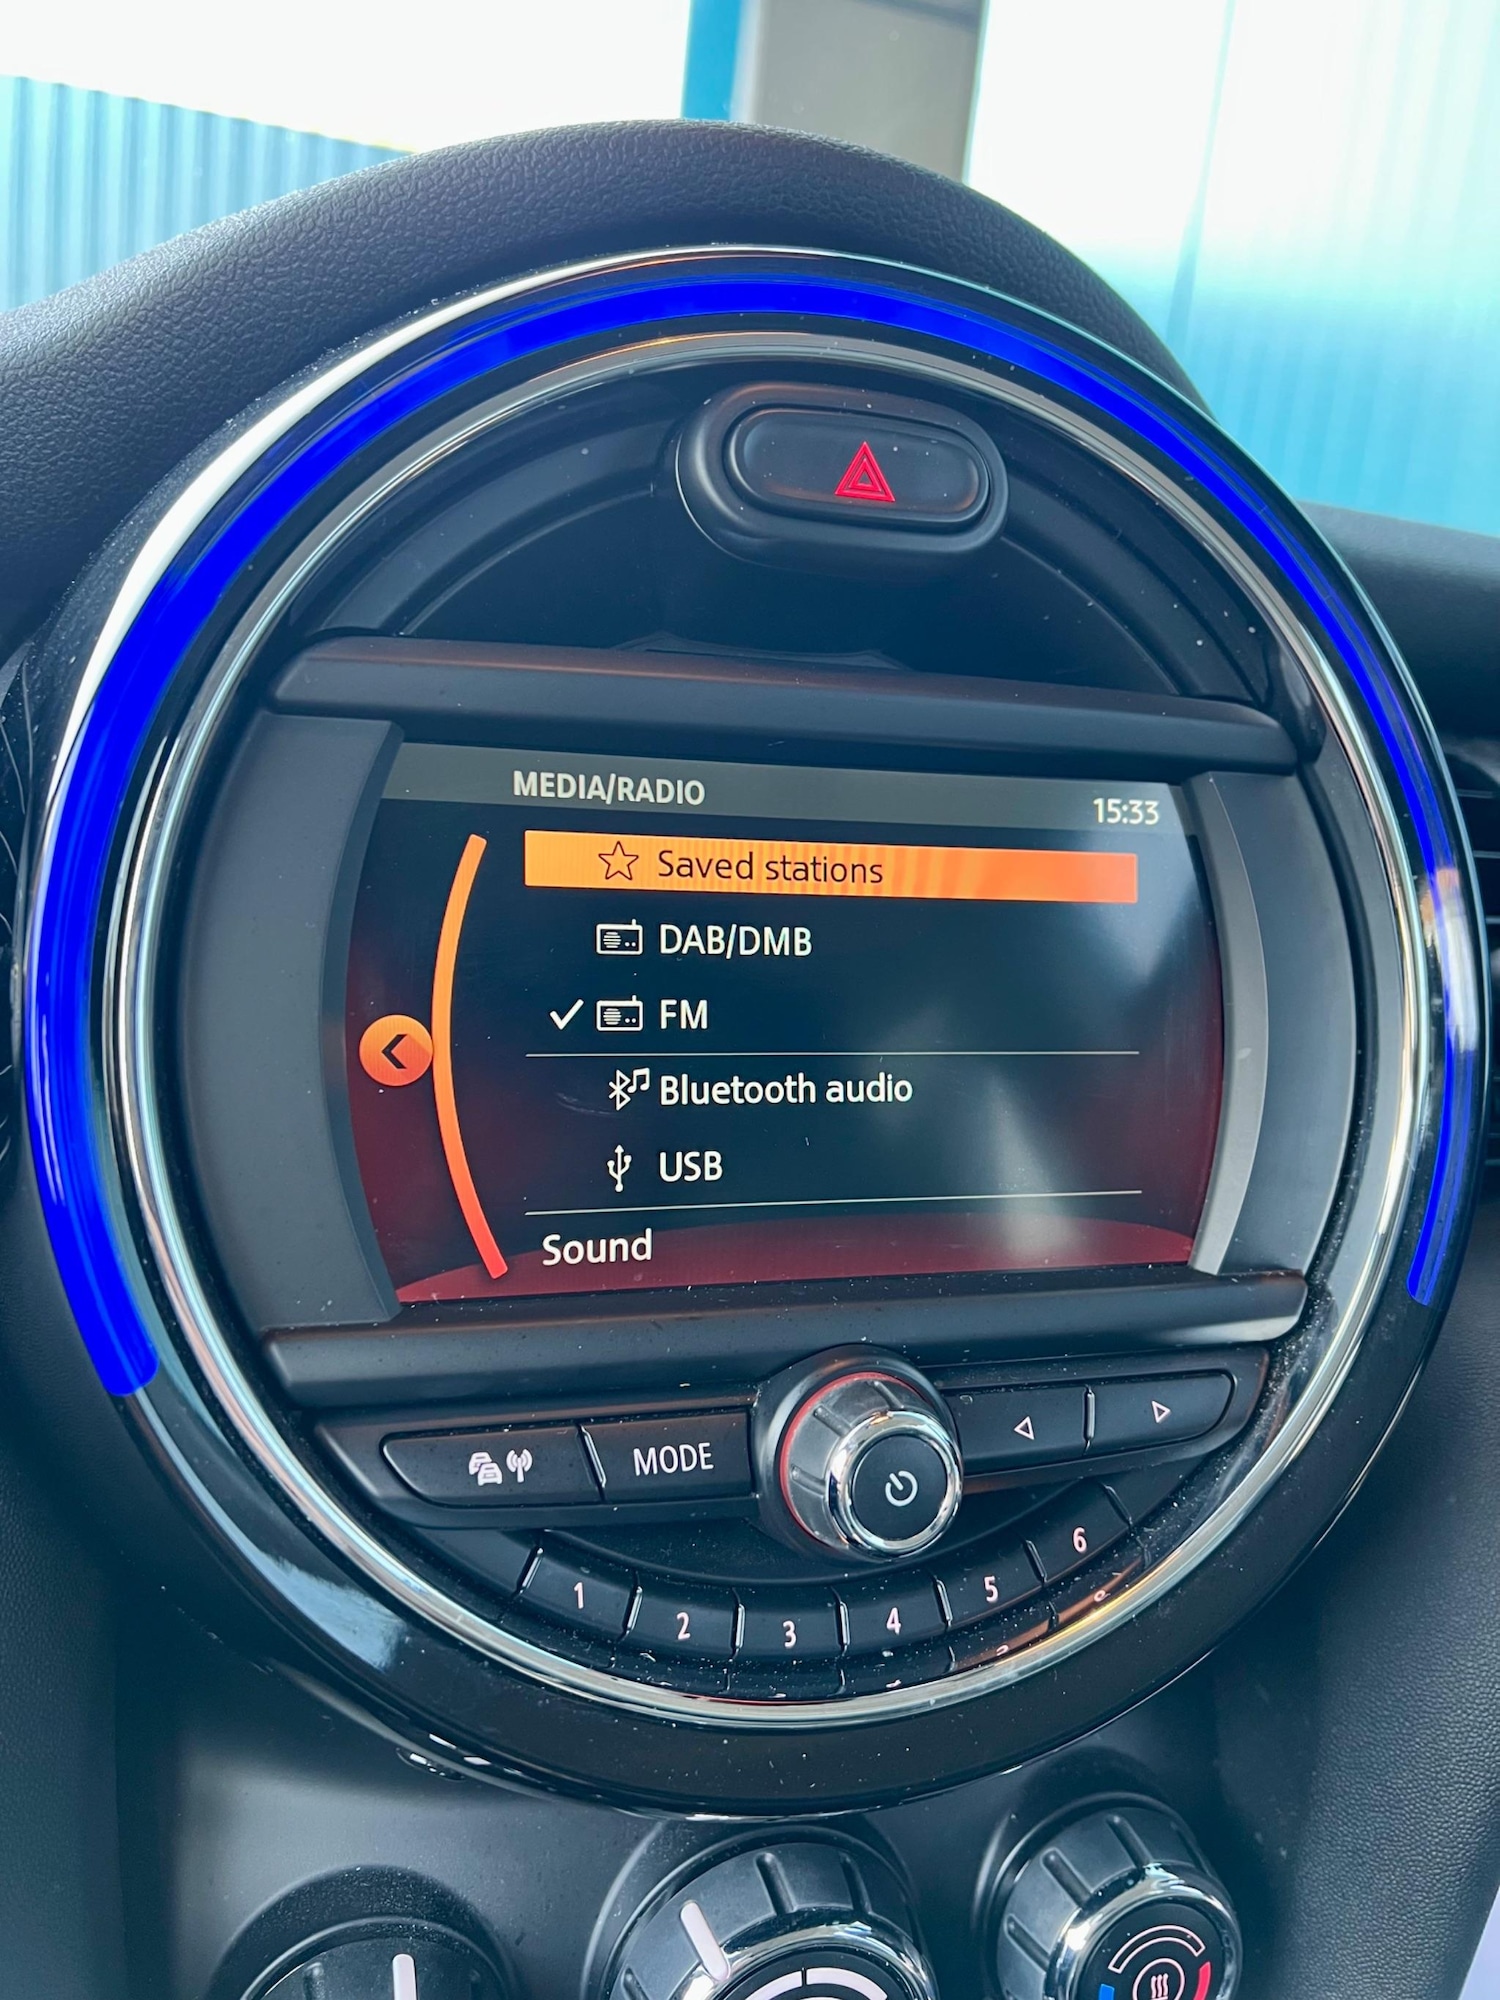 MEDIA/RADIO
15:33
Saved stations
DAB/DMB
FM
Bluetooth audio
USB
Sound
MODE
1
2
3
4
5
6